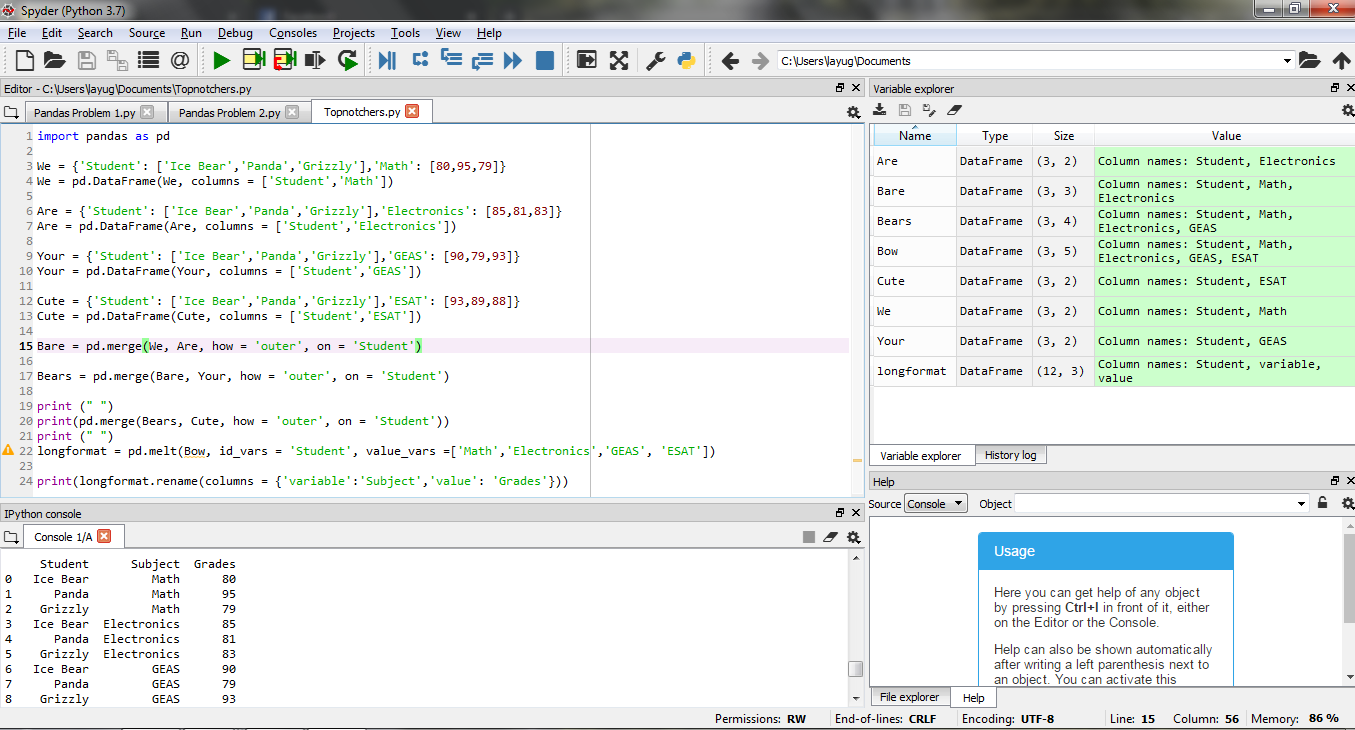 Spyder (Python 3.7)
File Edit Search Source Run Debug Consoles Projects Tools View Help
C:\Users\layug\Documents
Editor - C:\Users\layug\Documents\Topnotchers.py
Pandas Problem 1.py Pandas Problem 2.py Topnotchers.py
1 import pandas as pd
2
3 We = {'Student': ['Ice Bear','Panda','Grizzly'],'Math': [80,95,79]}
4 We = pd.DataFrame(We, columns = ['Student','Math'])
5
6 Are = {'Student': ['Ice Bear','Panda','Grizzly'],'Electronics': [85,81,83]}
7 Are = pd.DataFrame(Are, columns = ['Student','Electronics'])
8
9 Your = {'Student': ['Ice Bear','Panda','Grizzly'],'GEAS': [90,79,93]}
10 Your = pd.DataFrame(Your, columns = ['Student','GEAS'])
11
12 Cute = {'Student': ['Ice Bear','Panda','Grizzly'],'ESAT': [93,89,88]}
13 Cute = pd.DataFrame(Cute, columns = ['Student','ESAT'])
14
15 Bare = pd.merge(We, Are, how = 'outer', on = 'Student')
16
17 Bears = pd.merge(Bare, Your, how = 'outer', on = 'Student')
18
19 print (" ")
20 print(pd.merge(Bears, Cute, how = 'outer', on = 'Student'))
21 print (" ")
22 longformat = pd.melt(Bow, id_vars = 'Student', value_vars =['Math','Electronics','GEAS', 'ESAT'])
23
24 print(longformat.rename(columns = {'variable':'Subject','value': 'Grades'}))
IPython console
Console 1/A
Student Subject Grades
0 Ice Bear Math 80
1 Panda Math 95
2 Grizzly Math 79
3 Ice Bear Electronics 85
4 Panda Electronics 81
5 Grizzly Electronics 83
6 Ice Bear GEAS 90
7 Panda GEAS 79
8 Grizzly GEAS 93
Variable explorer
Name Type Size Value
Are DataFrame (3, 2) Column names: Student, Electronics
Bare DataFrame (3, 3) Column names: Student, Math,
Electronics
Bears DataFrame (3, 4) Column names: Student, Math,
Electronics, GEAS
Bow DataFrame (3, 5) Column names: Student, Math,
Electronics, GEAS, ESAT
Cute DataFrame (3, 2) Column names: Student, ESAT
We DataFrame (3, 2) Column names: Student, Math
Your DataFrame (3, 2) Column names: Student, GEAS
longformat DataFrame (12, 3) Column names: Student, variable,
value
Variable explorer History log
Help
Source Console Object
Usage
Here you can get help of any object
by pressing Ctrl+I in front of it, either
on the Editor or the Console.
Help can also be shown automatically
after writing a left parenthesis next to
an object. You can activate this
File explorer Help
Permissions: RW End-of-lines: CRLF Encoding: UTF-8 Line: 15 Column: 56 Memory: 86 %